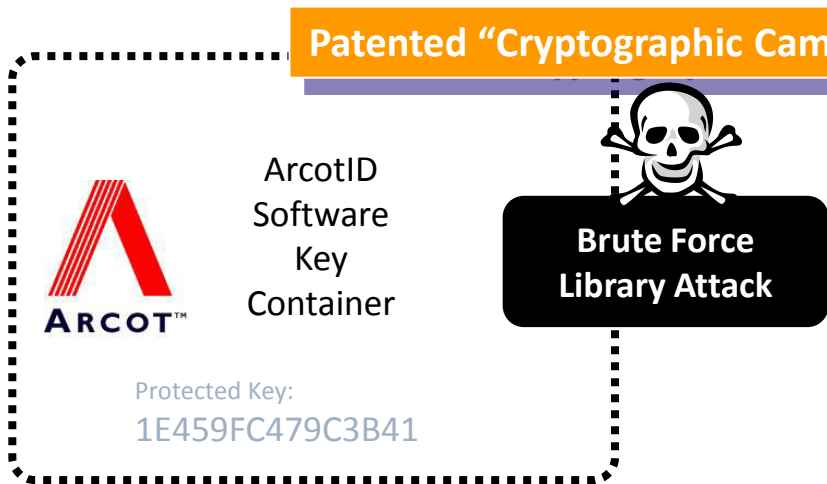 Patented “Cryptographic Cam
ArcotID
Software
Key
Container
ARCOT™
Brute Force
Library Attack
Protected Key:
1E459FC479C3B41